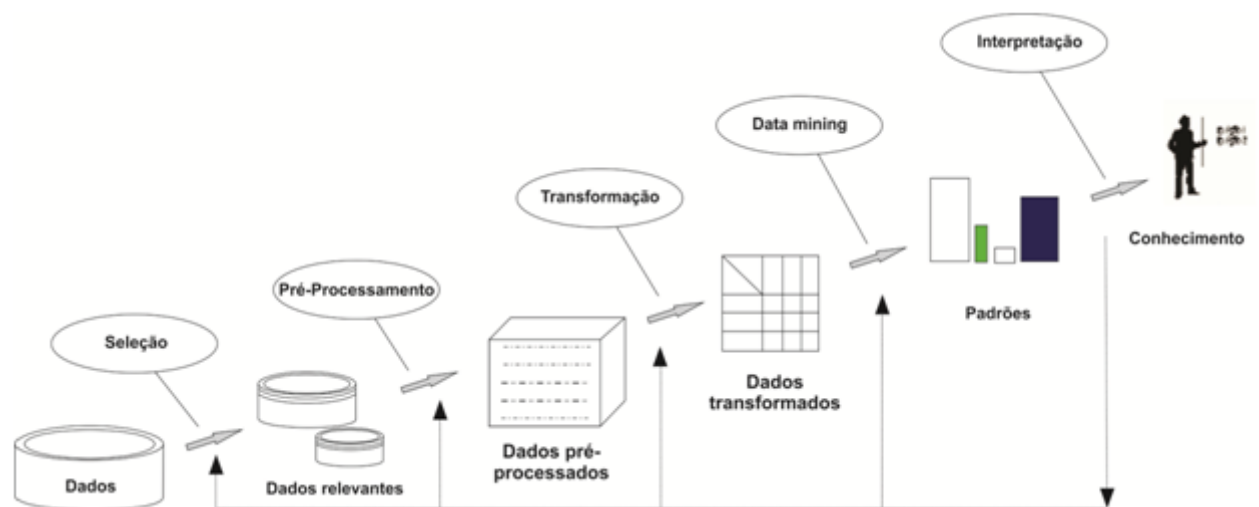 Interpretação
Data mining
Transformação
Conhecimento
Pré-Processamento
Padrões
Seleção
Dados
transformados
Dados pré-
processados
Dados relevantes
Dados